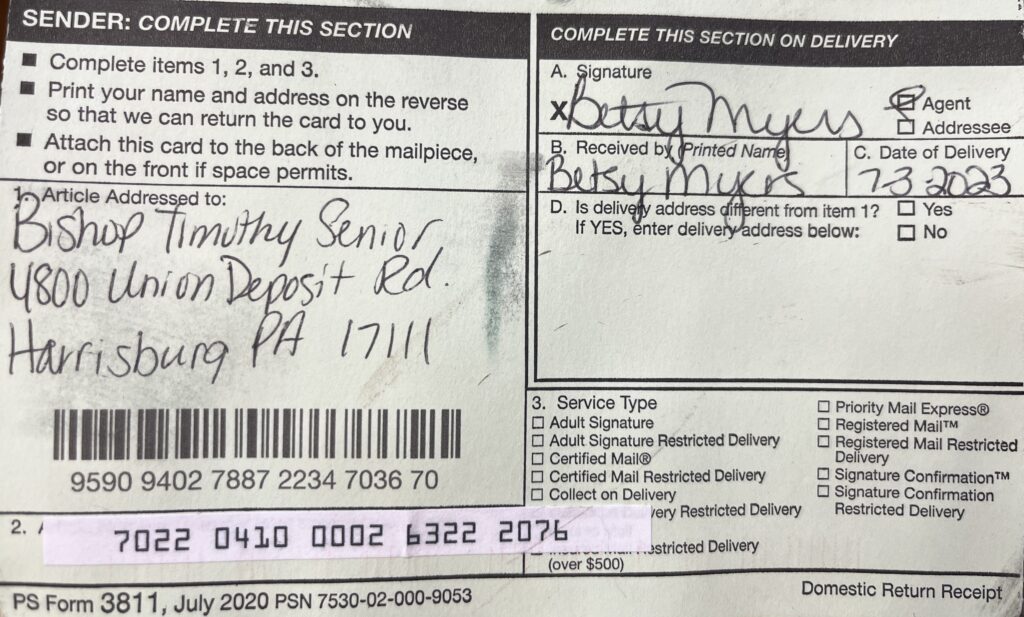 SENDER: COMPLETE THIS SECTION
■ Complete items 1, 2, and 3.
■ Print your name and address on the reverse
so that we can return the card to you.
■ Attach this card to the back of the mailpiece,
or on the front if space permits.
1. Article Addressed to:
Bishop Timothy Senior,
4800 Union Deposit Rd.
Harrisburg PA 17111
9590 9402 7887 2234 7036 70
2.
7022 0410 0002 6322 2076
COMPLETE THIS SECTION ON DELIVERY
A. Signature
X Betsy Myers
☐ Agent
☐ Addressee
B. Received by (Printed Name)
Betsy Myers
C. Date of Delivery
7-3 2023
D. Is delivery address different from item 1? ☐ Yes
If YES, enter delivery address below: ☐ No
3. Service Type
☐ Adult Signature
☐ Adult Signature Restricted Delivery
☐ Certified Mail®
☐ Certified Mail Restricted Delivery
☐ Collect on Delivery
Restricted Delivery
Restricted Delivery
(over $500)
☐ Priority Mail Express®
☐ Registered Mail™
☐ Registered Mail Restricted
Delivery
☐ Signature Confirmation™
☐ Signature Confirmation
Restricted Delivery
PS Form 3811, July 2020 PSN 7530-02-000-9053
Domestic Return Receipt